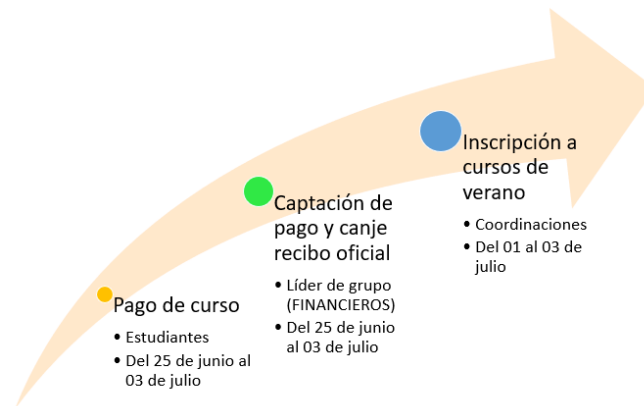 Pago de curso
• Estudiantes
• Del 25 de junio al
03 de julio
Captación de
pago y canje
recibo oficial
• Líder de grupo
(FINANCIEROS)
• Del 25 de junio
al 03 de julio
Inscripción a
cursos de
verano
• Coordinaciones
• Del 01 al 03 de
julio